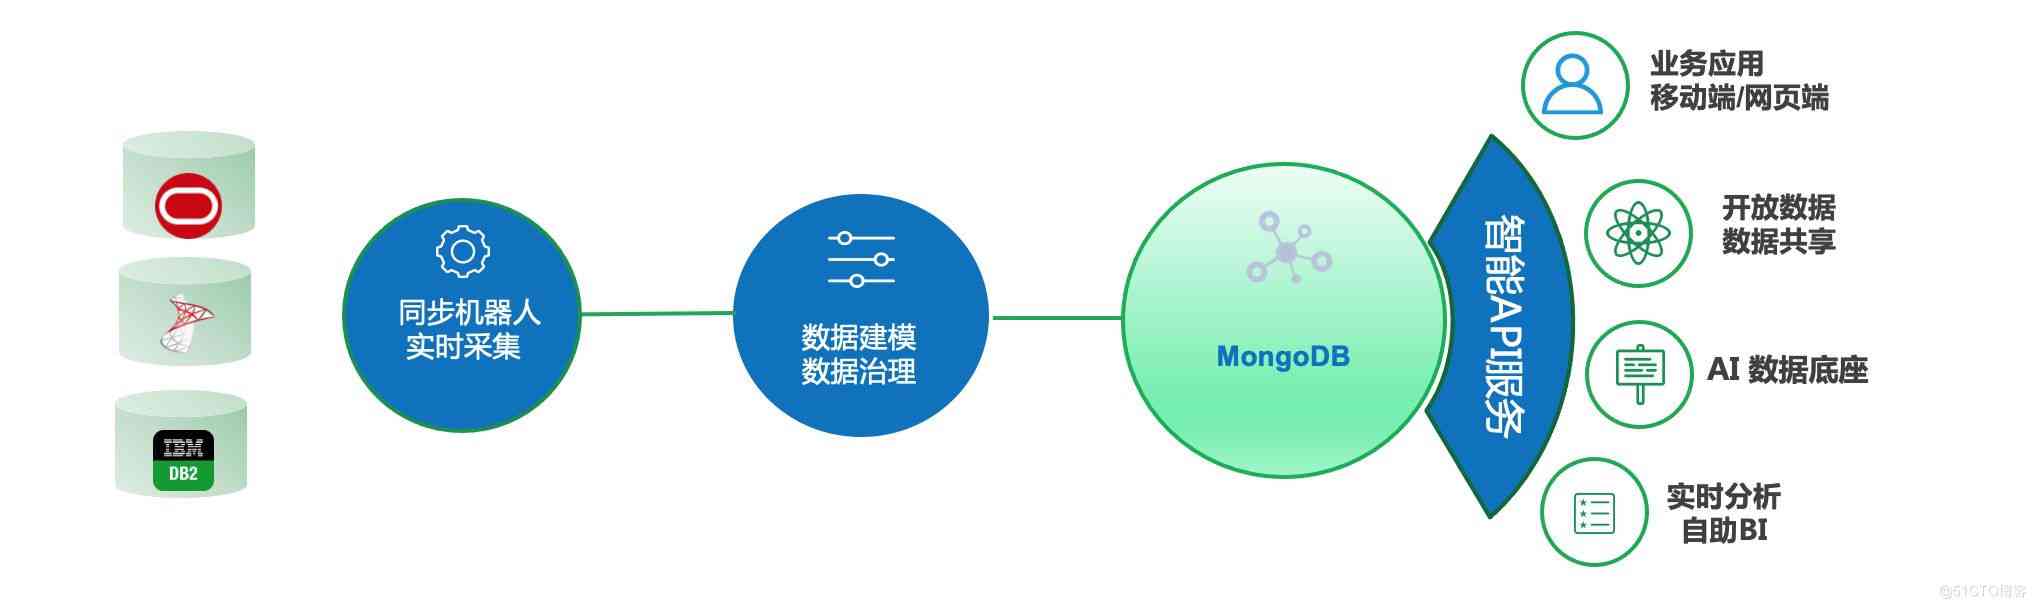 IBM
DB2
同步机器人
实时采集
数据建模
数据治理
MongoDB
智能API服务
业务应用
移动端/网页端
开放数据
数据共享
AI 数据底座
实时分析
自助BI
@51CTO博客